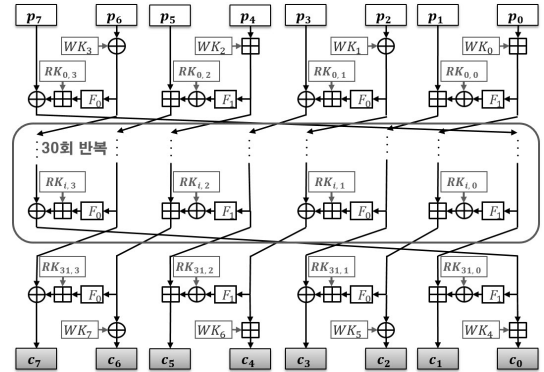 p₇ p₆ p₅ p₄ p₃ p₂ p₁ p₀
WK₃ WK₂ WK₁ WK₀
RK₀,₃ RK₀,₂ RK₀,₁ RK₀,₀
F₀ F₁ F₀ F₁
30회 반복
RKᵢ,₃ RKᵢ,₂ RKᵢ,₁ RKᵢ,₀
F₀ F₁ F₀ F₁
RK₃₁,₃ RK₃₁,₂ RK₃₁,₁ RK₃₁,₀
F₀ F₁ F₀ F₁
WK₇ WK₆ WK₅ WK₄
c₇ c₆ c₅ c₄ c₃ c₂ c₁ c₀